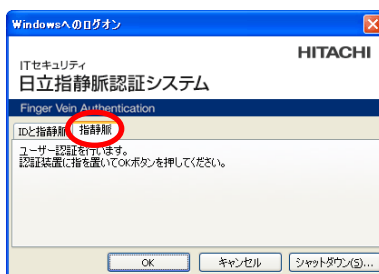 Windowsへのログオン
HITACHI
ITセキュリティ
日立指静脈認証システム
Finger Vein Authentication
IDと指静脈 指静脈
ユーザー認証を行います。
認証装置に指を置いてOKボタンを押してください。
OK キャンセル シャットダウン(S)...